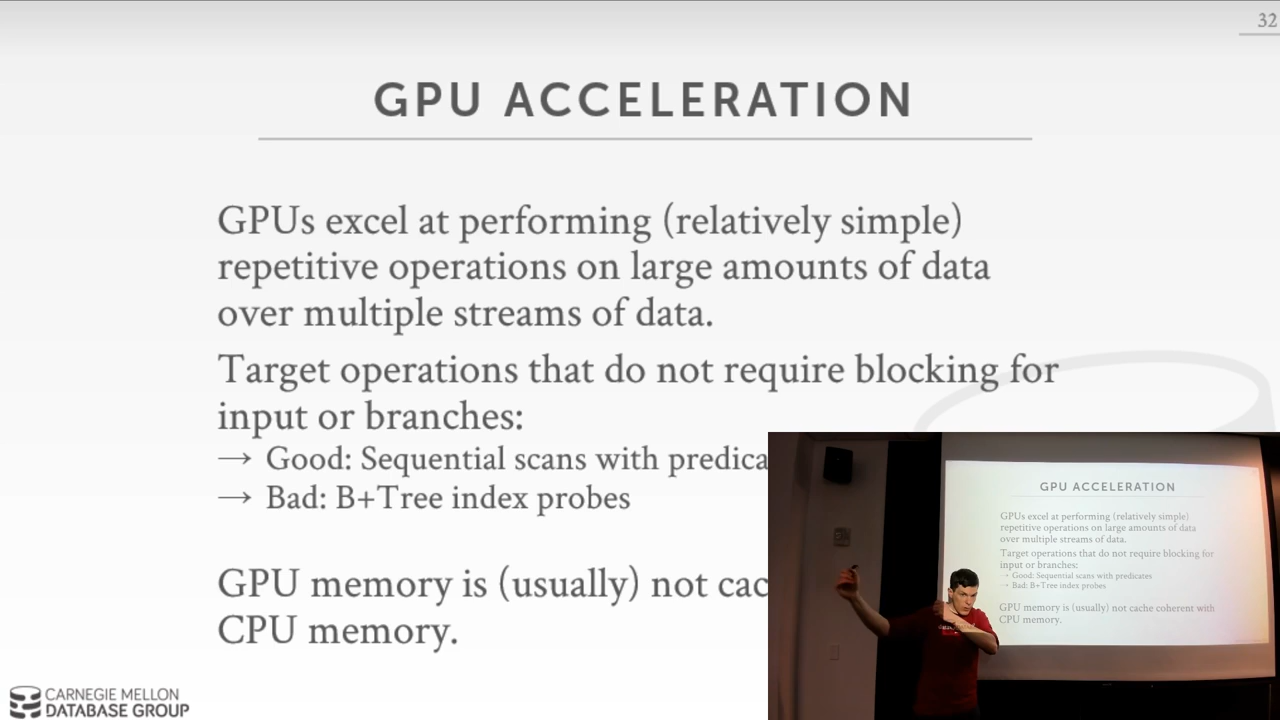 32
GPU ACCELERATION
GPUs excel at performing (relatively simple)
repetitive operations on large amounts of data
over multiple streams of data.
Target operations that do not require blocking for
input or branches:
→ Good: Sequential scans with predica
→ Bad: B+Tree index probes
GPU memory is (usually) not cac
CPU memory.
CARNEGIE MELLON
DATABASE GROUP
GPU ACCELERATION
GPUs excel at performing (relatively simple)
repetitive operations on large amounts of data
over multiple streams of data.
Target operations that do not require blocking for
input or branches:
→ Good: Sequential scans with predicates
→ Bad: B+Tree index probes
GPU memory is (usually) not cache coherent with
CPU memory.